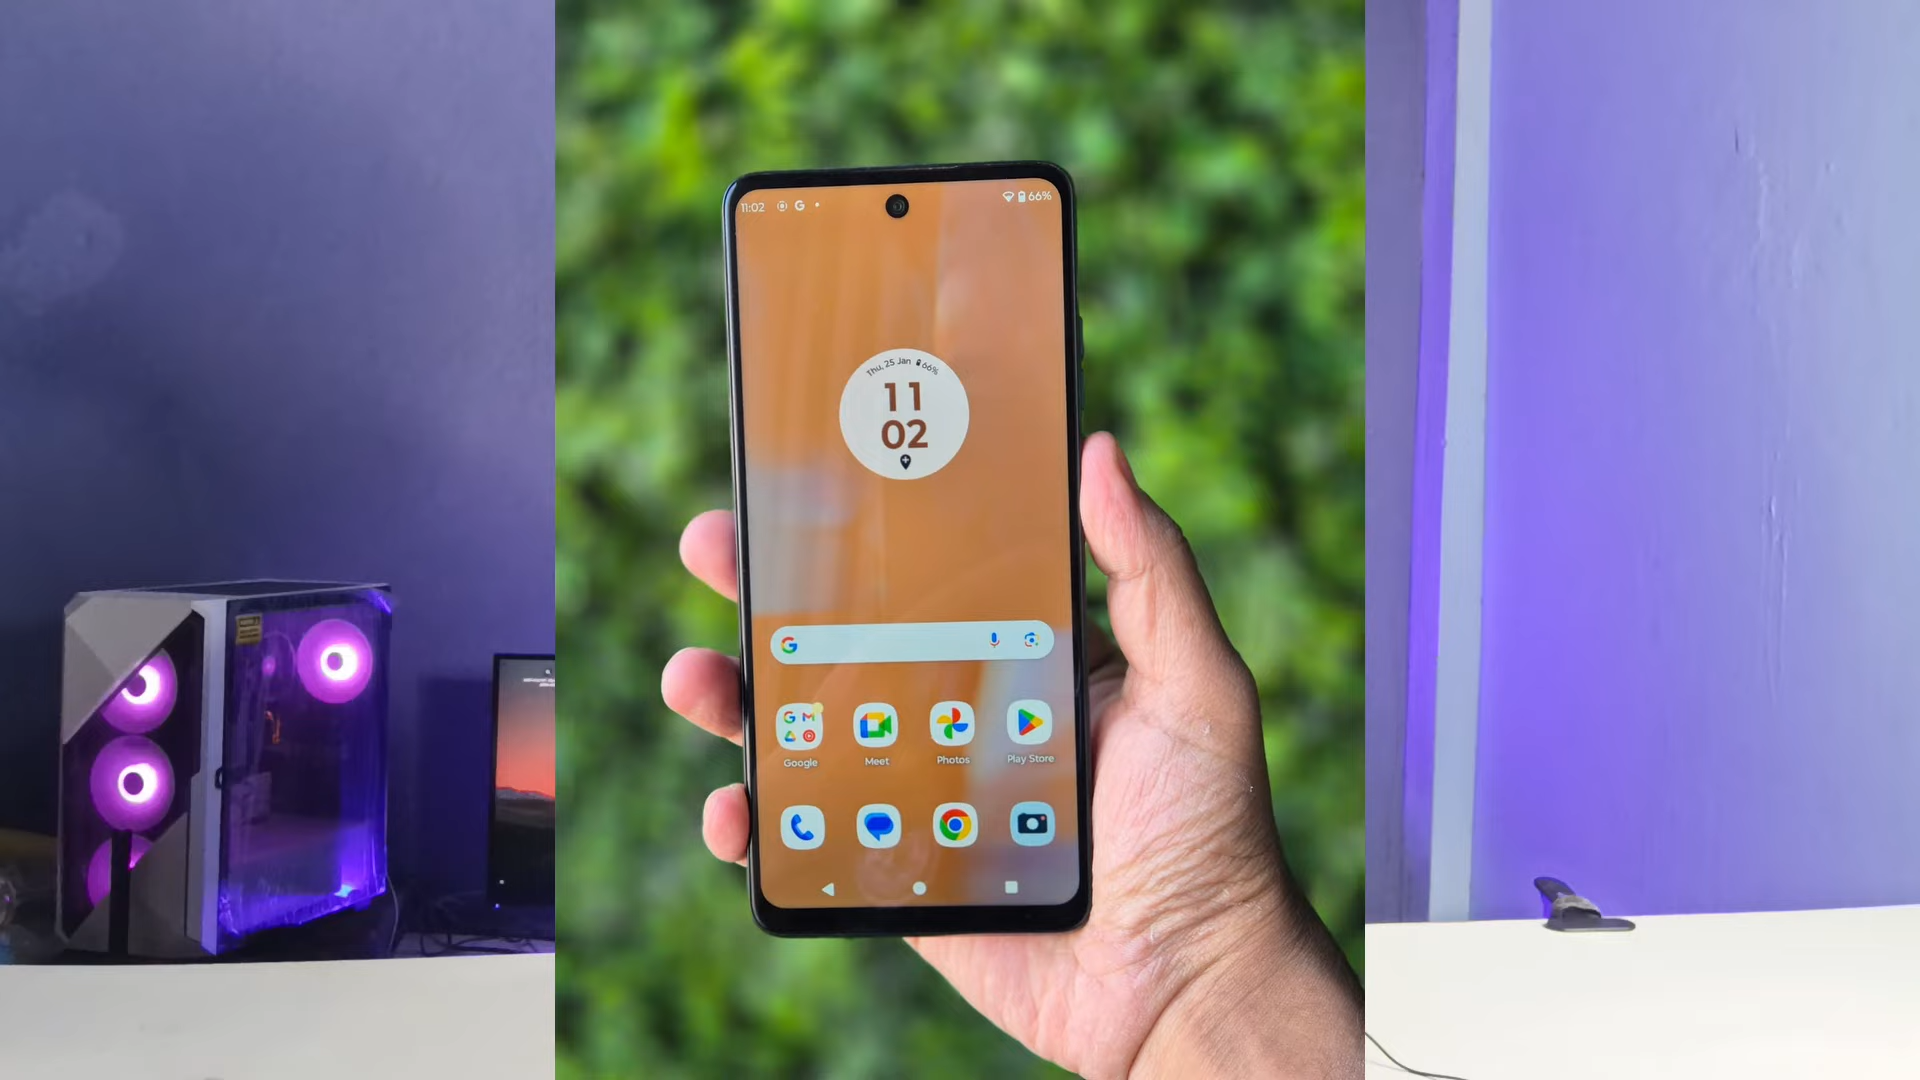 11:02 G 66%
Thu, 25 Jan 66%
11
02
Google
Meet
Photos
Play Store